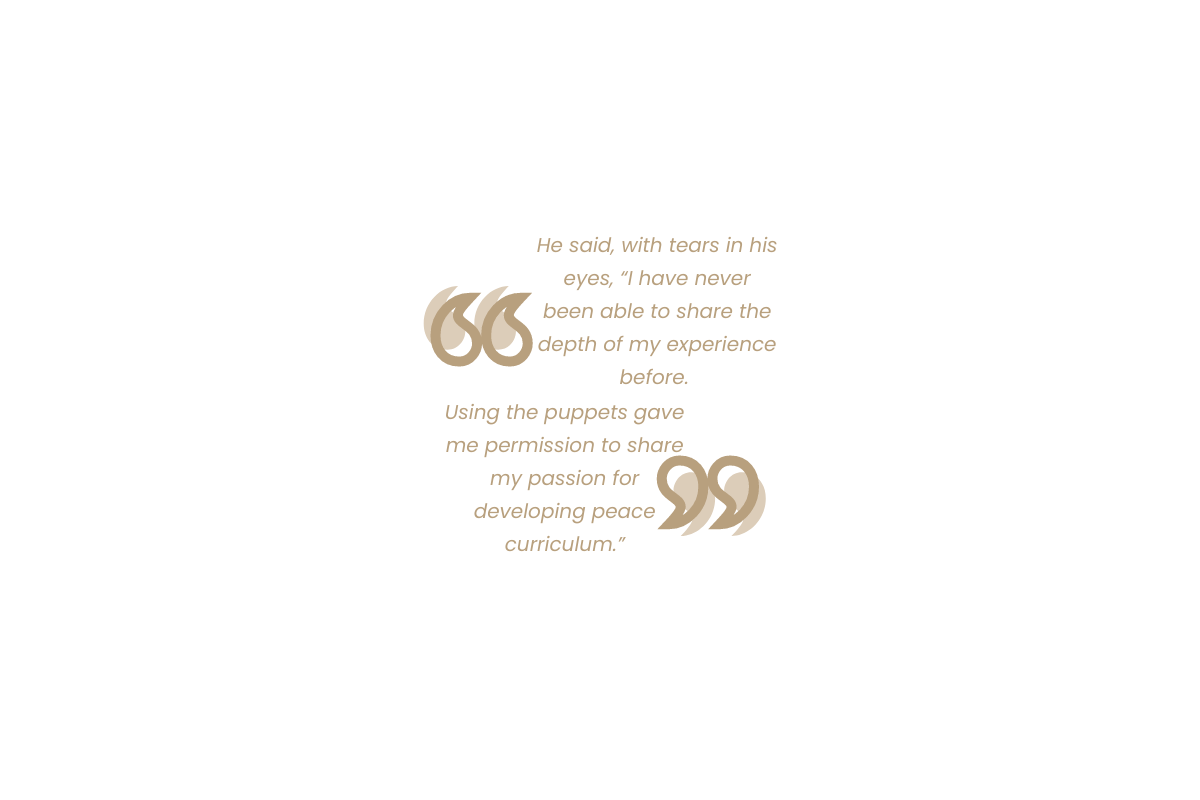 He said, with tears in his
eyes, “I have never
been able to share the
depth of my experience
before.
Using the puppets gave
me permission to share
my passion for
developing peace
curriculum.”